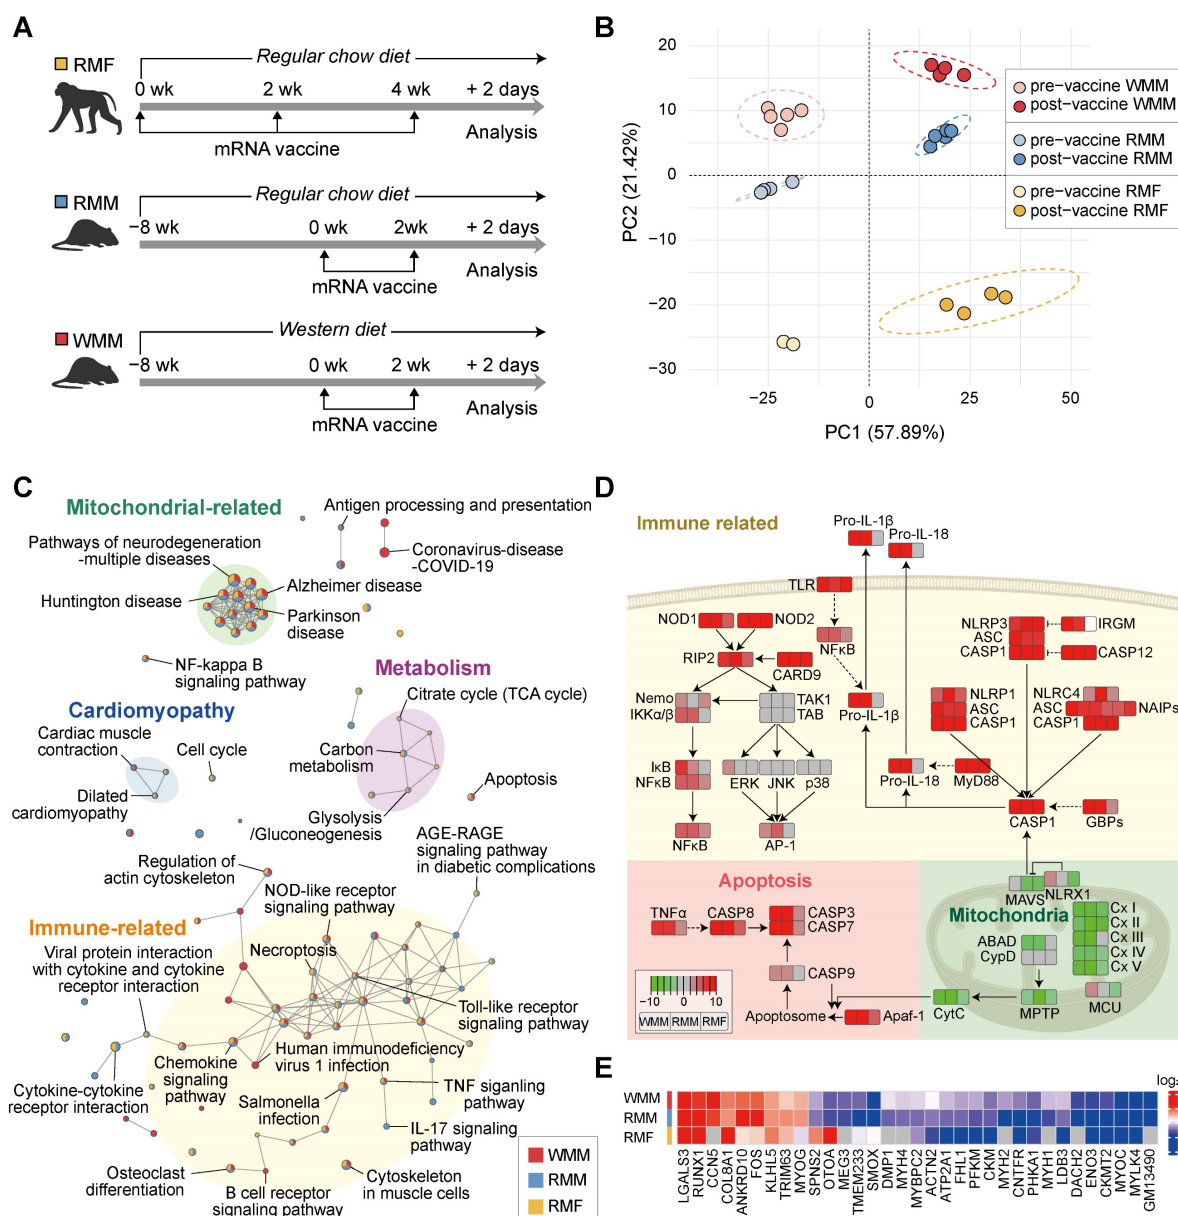 A
RMF
Regular chow diet
0 wk 2 wk 4 wk + 2 days
mRNA vaccine
Analysis
RMM
Regular chow diet
−8 wk 0 wk 2wk + 2 days
mRNA vaccine
Analysis
WMM
Western diet
−8 wk 0 wk 2 wk + 2 days
mRNA vaccine
Analysis
B
20
10
0
−10
−20
−30
PC2 (21.42%)
−25 0 25 50
PC1 (57.89%)
pre-vaccine WMM
post-vaccine WMM
pre-vaccine RMM
post-vaccine RMM
pre-vaccine RMF
post-vaccine RMF
C
Mitochondrial-related
Antigen processing and presentation
Pathways of neurodegeneration
-multiple diseases
Coronavirus-disease
-COVID-19
Huntington disease
Alzheimer disease
Parkinson
disease
NF-kappa B
signaling pathway
Metabolism
Citrate cycle (TCA cycle)
Cardiomyopathy
Cardiac muscle
contraction
Cell cycle
Carbon
metabolism
Dilated
cardiomyopathy
Apoptosis
Glysolysis
/Gluconeogenesis
AGE-RAGE
signaling pathway
in diabetic complications
Regulation of
actin cytoskeleton
NOD-like receptor
signaling pathway
Immune-related
Necroptosis
Viral protein interaction
with cytokine and cytokine
receptor interaction
Toll-like receptor
signaling pathway
Chemokine
signaling
pathway
Human immunodeficiency
virus 1 infection
Cytokine-cytokine
receptor interaction
Salmonella
infection
TNF siganling
pathway
IL-17 signaling
pathway
Osteoclast
differentiation
B cell receptor
signaling pathway
Cytoskeleton
in muscle cells
WMM
RMM
RMF
D
Immune related
Pro-IL-1β
Pro-IL-18
TLR
NOD1 NOD2
NFκB
NLRP3 IRGM
ASC
CASP1 CASP12
RIP2
CARD9
Nemo
IKKα/β
TAK1
TAB
Pro-IL-1β
NLRP1
ASC
CASP1
NLRC4
ASC NAIPs
CASP1
IκB
NFκB
ERK JNK p38
Pro-IL-18 MyD88
NFκB AP-1
CASP1 GBPs
Apoptosis
MAVS NLRX1
Mitochondria
TNFα CASP8 CASP3
CASP7
Cx I
Cx II
Cx III
Cx IV
Cx V
ABAD
CypD
CASP9
−10 0 10
WMM RMM RMF
Apoptosome Apaf-1
CytC MPTP MCU
E
log₂
WMM
RMM
RMF
LGALS3
RUNX1
CCN5
COL8A1
ANKRD10
FOS
KLHL5
TRIM63
MYOG
SPNS2
OTOA
MEG3
TMEM233
SMOX
DMP1
MYH4
MYBPC2
ACTN2
ATP2A1
FHL1
PFKM
CKM
MYH2
CNTFR
PHKA1
MYH1
LDB3
DACH2
ENO3
CKMT2
MYOC
MYLK4
GM13490